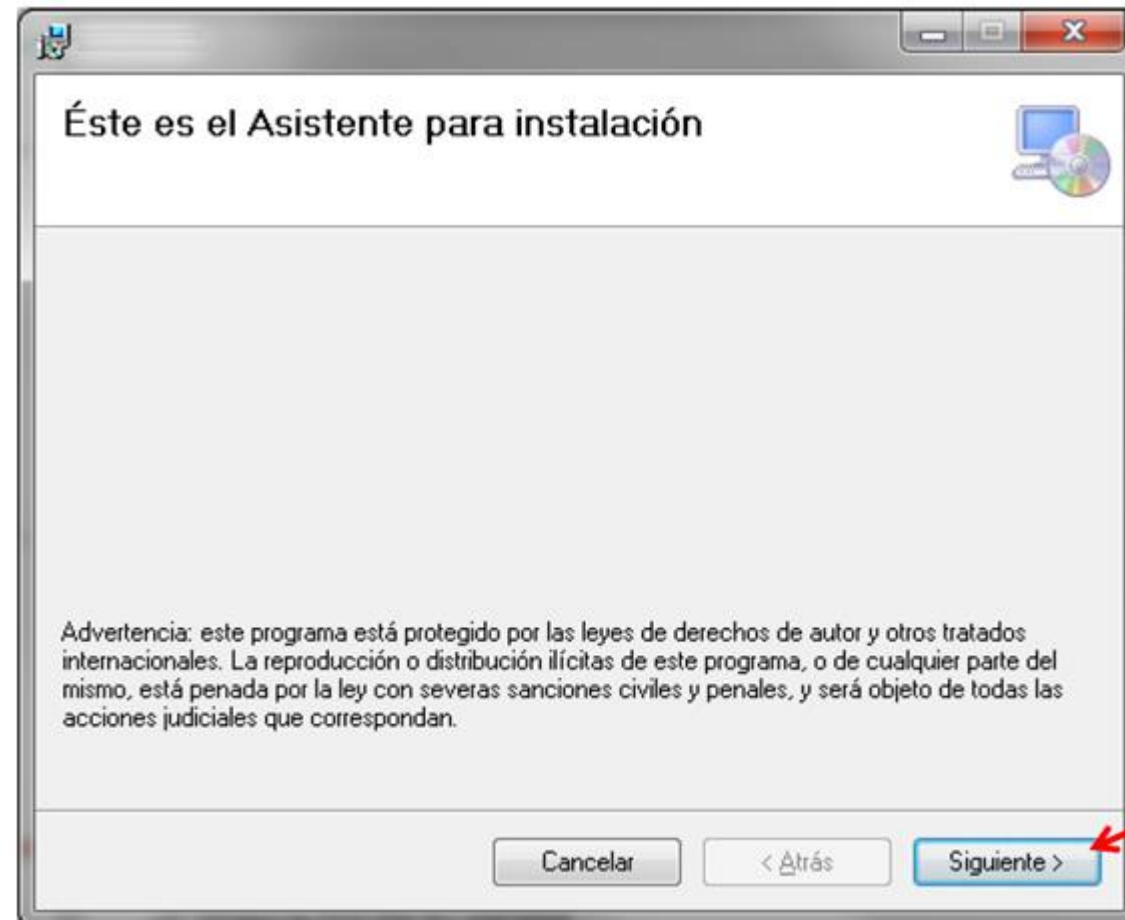 Éste es el Asistente para instalación
Advertencia: este programa está protegido por las leyes de derechos de autor y otros tratados
internacionales. La reproducción o distribución ilícitas de este programa, o de cualquier parte del
mismo, está penada por la ley con severas sanciones civiles y penales, y será objeto de todas las
acciones judiciales que correspondan.
Cancelar
< Atrás
Siguiente >